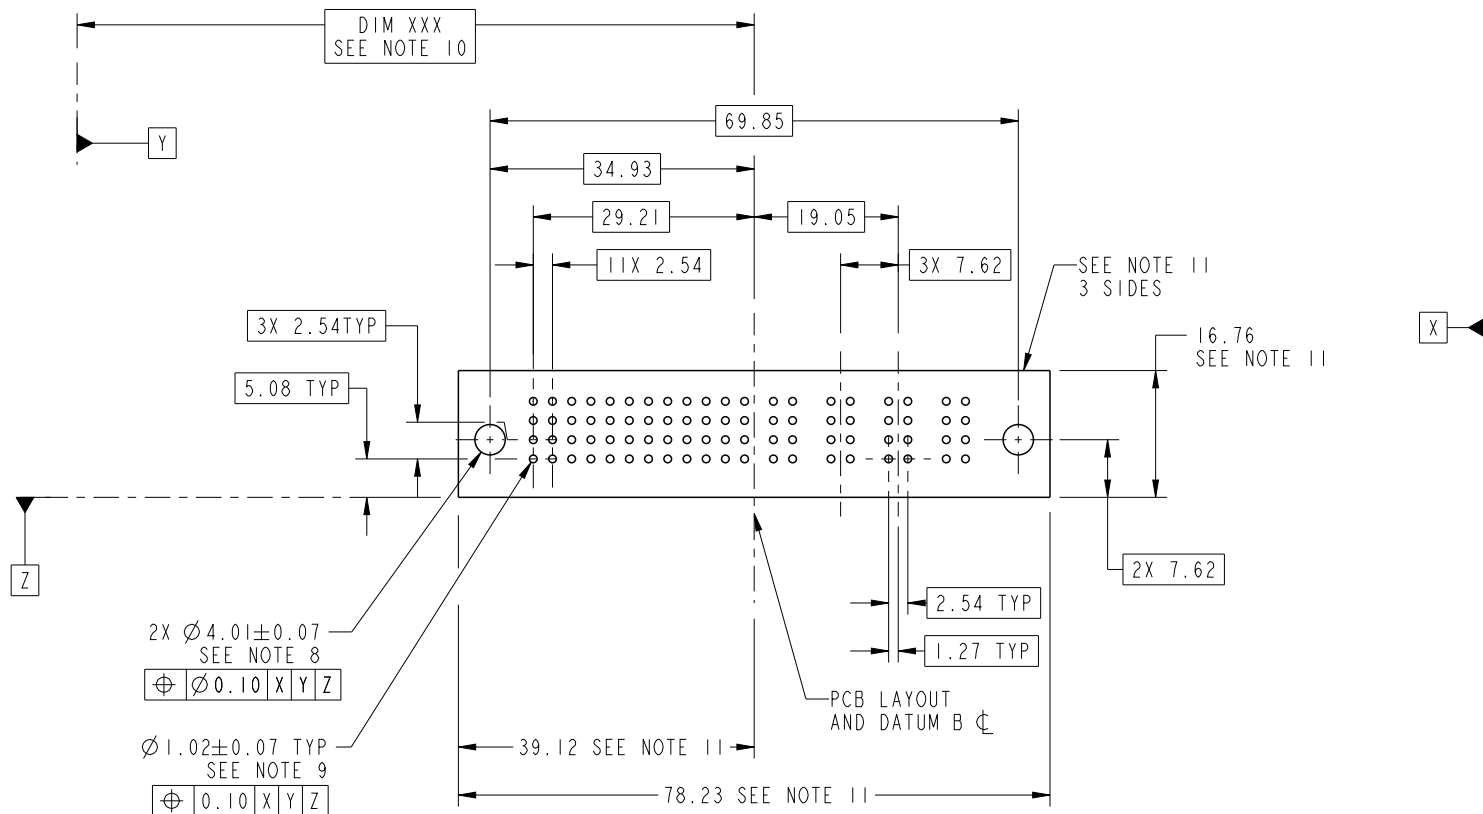 DIM XXX
SEE NOTE 10
69.85
Y
34.93
29.21
19.05
11X 2.54
3X 7.62
SEE NOTE 11
3 SIDES
3X 2.54TYP
X
16.76
SEE NOTE 11
5.08 TYP
Z
2X 7.62
2.54 TYP
2X ∅4.01±0.07
SEE NOTE 8
⌖ ∅0.10 X Y Z
1.27 TYP
PCB LAYOUT
AND DATUM B ℄
∅1.02±0.07 TYP
SEE NOTE 9
⌖ 0.10 X Y Z
39.12 SEE NOTE 11
78.23 SEE NOTE 11